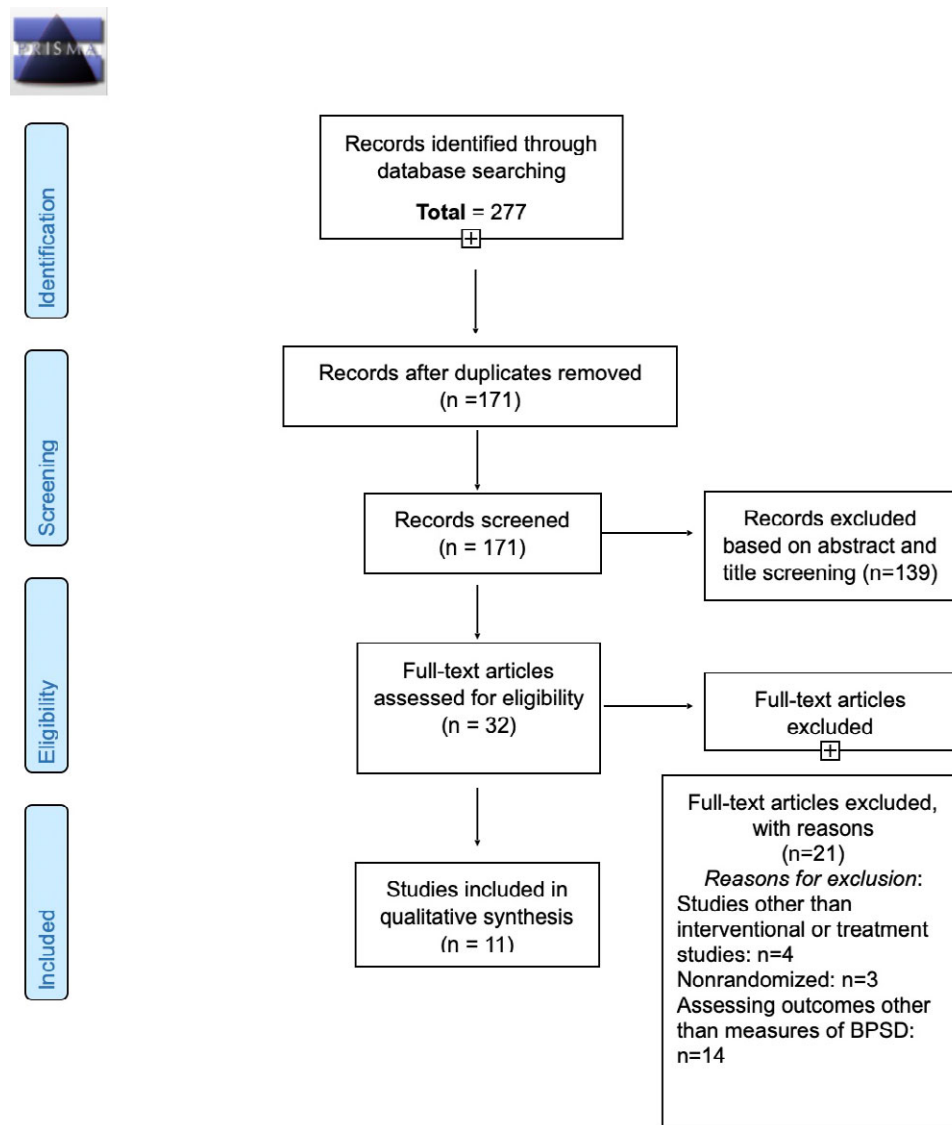 PRISMA
Identification
Records identified through
database searching
Total = 277
Records after duplicates removed
(n =171)
Screening
Records screened
(n = 171)
Records excluded
based on abstract and
title screening (n=139)
Eligibility
Full-text articles
assessed for eligibility
(n = 32)
Full-text articles
excluded
Full-text articles excluded,
with reasons
(n=21)
Reasons for exclusion:
Studies other than
interventional or treatment
studies: n=4
Nonrandomized: n=3
Assessing outcomes other
than measures of BPSD:
n=14
Included
Studies included in
qualitative synthesis
(n = 11)